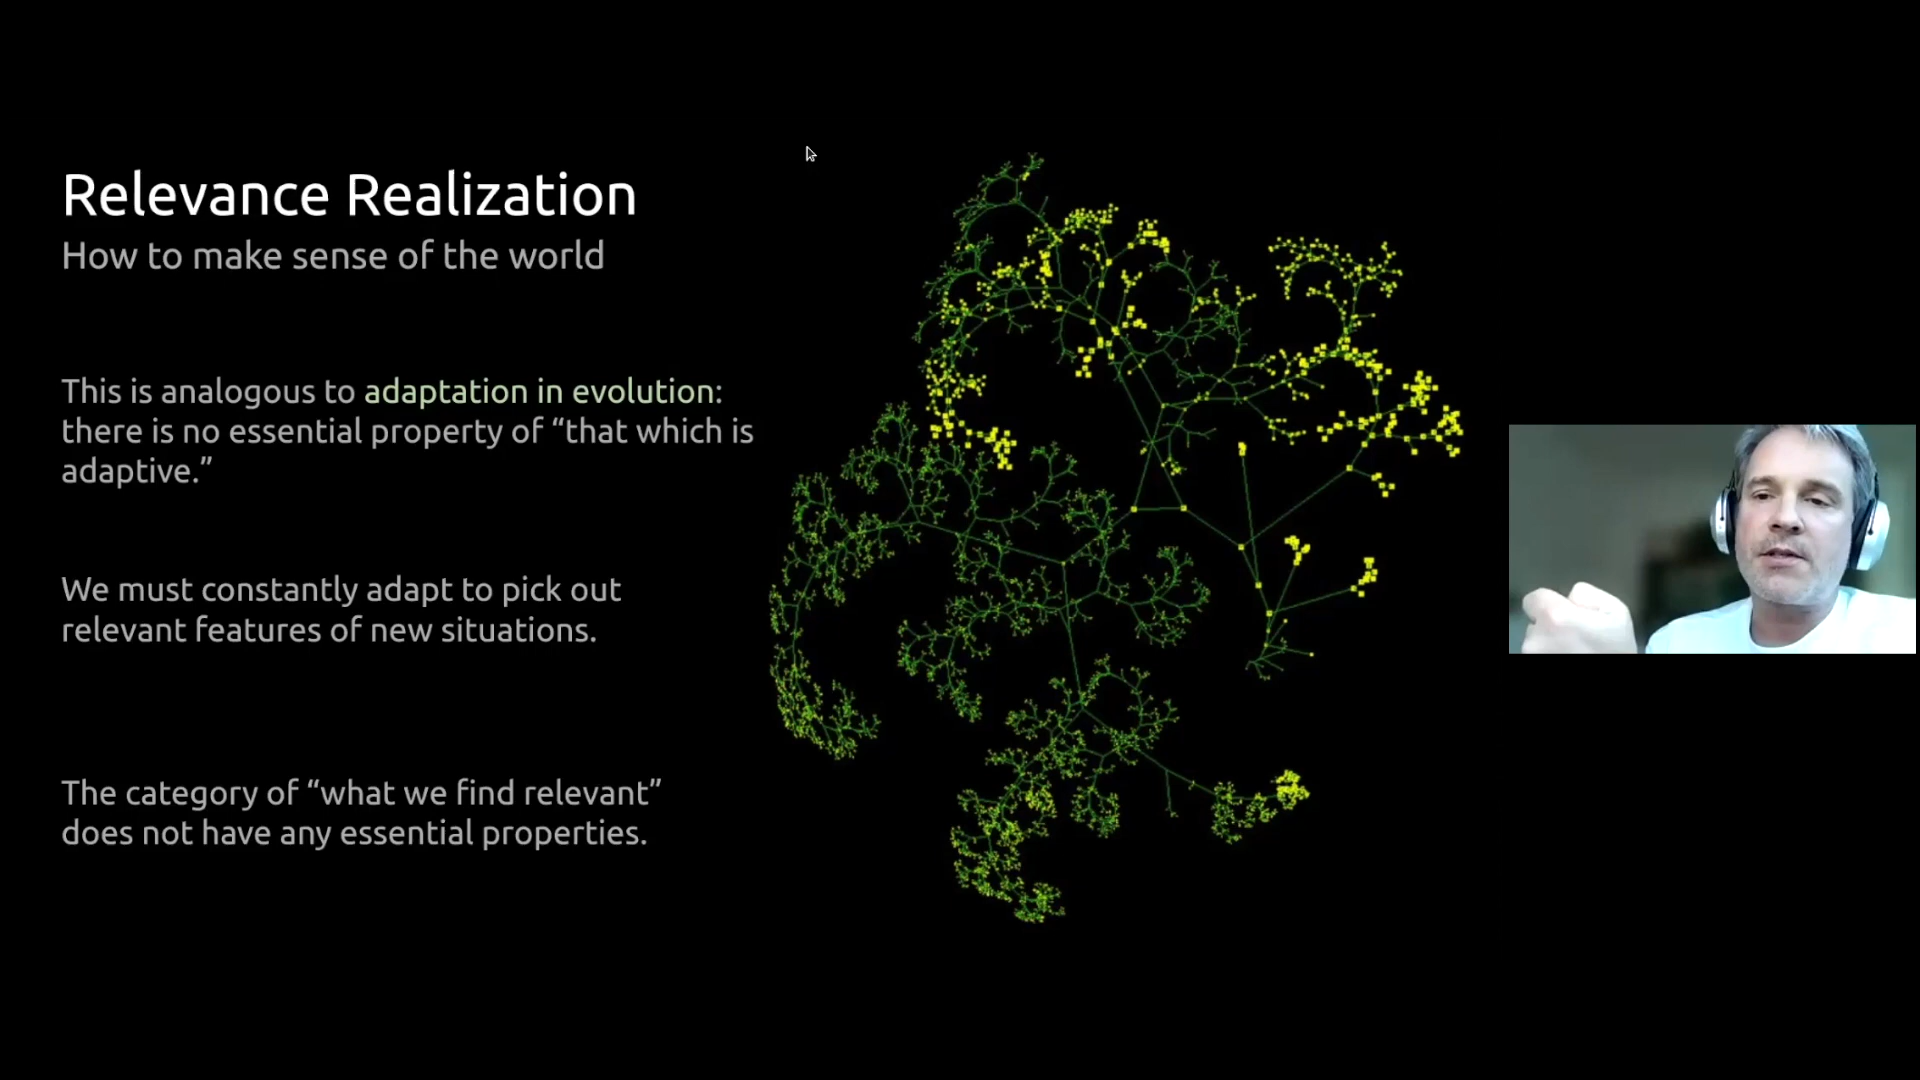 Relevance Realization
How to make sense of the world
This is analogous to adaptation in evolution:
there is no essential property of “that which is
adaptive.”
We must constantly adapt to pick out
relevant features of new situations.
The category of “what we find relevant”
does not have any essential properties.